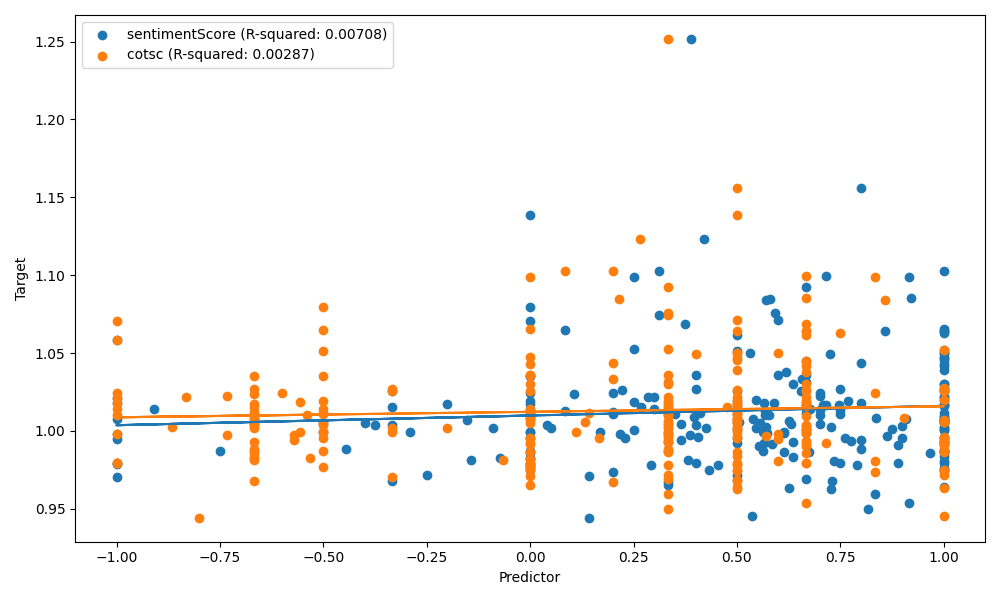 sentimentScore (R-squared: 0.00708)
cotsc (R-squared: 0.00287)
1.25
1.20
1.15
1.10
1.05
1.00
0.95
Target
−1.00 −0.75 −0.50 −0.25 0.00 0.25 0.50 0.75 1.00
Predictor